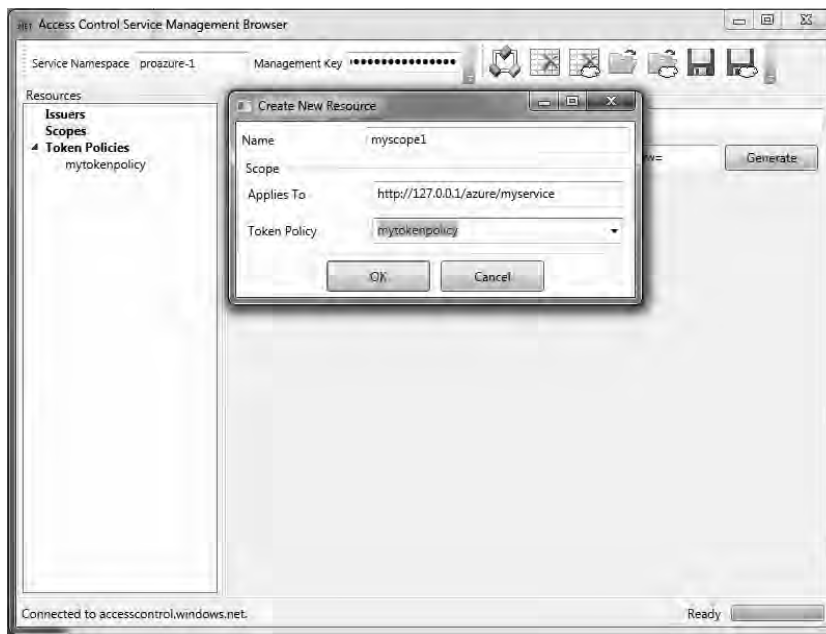 Access Control Service Management Browser
Service Namespace proazure-1 Management Key ••••••••••••••••
Resources
Issuers
Scopes
Token Policies
mytokenpolicy
Create New Resource
Name myscope1
Scope
Applies To http://127.0.0.1/azure/myservice
Token Policy mytokenpolicy
OK Cancel
w= Generate
Connected to accesscontrol.windows.net. Ready